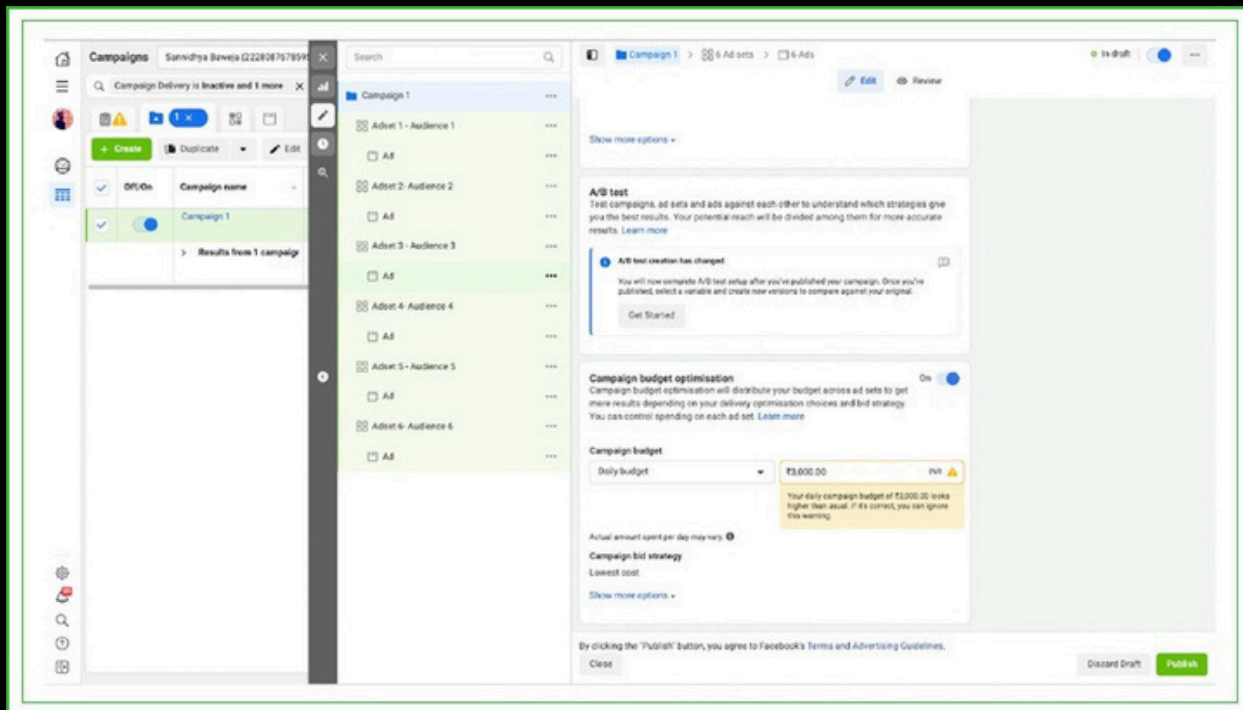 Campaigns
Sannidhya Baweja
Campaign Delivery is Inactive and 1 more
1 ×
+ Create
Duplicate
Edit
Off/On
Campaign name
Campaign 1
Results from 1 campaign
Search
Campaign 1
Adset 1 - Audience 1
Ad
Adset 2- Audience 2
Ad
Adset 3 - Audience 3
Ad
Adset 4- Audience 4
Ad
Adset 5 - Audience 5
Ad
Adset 6- Audience 6
Ad
Campaign 1 > 6 Ad sets > 6 Ads
In draft
Edit
Review
Show more options
A/B test
Test campaigns, ad sets and ads against each other to understand which strategies give
you the best results. Your potential reach will be divided among them for more accurate
results. Learn more
A/B test creation has changed
You will now complete A/B test setup after you've published your campaign. Once you've
published, select a variable and create new versions to compare against your original.
Get Started
Campaign budget optimisation
On
Campaign budget optimisation will distribute your budget across ad sets to get
more results depending on your delivery optimisation choices and bid strategy.
You can control spending on each ad set. Learn more
Campaign budget
Daily budget
₹3,000.00
INR
Your daily campaign budget of ₹3,000.00 looks
higher than usual. If it's correct, you can ignore
this warning.
Actual amount spent per day may vary.
Campaign bid strategy
Lowest cost
Show more options
By clicking the "Publish" button, you agree to Facebook's Terms and Advertising Guidelines.
Close
Discard Draft
Publish